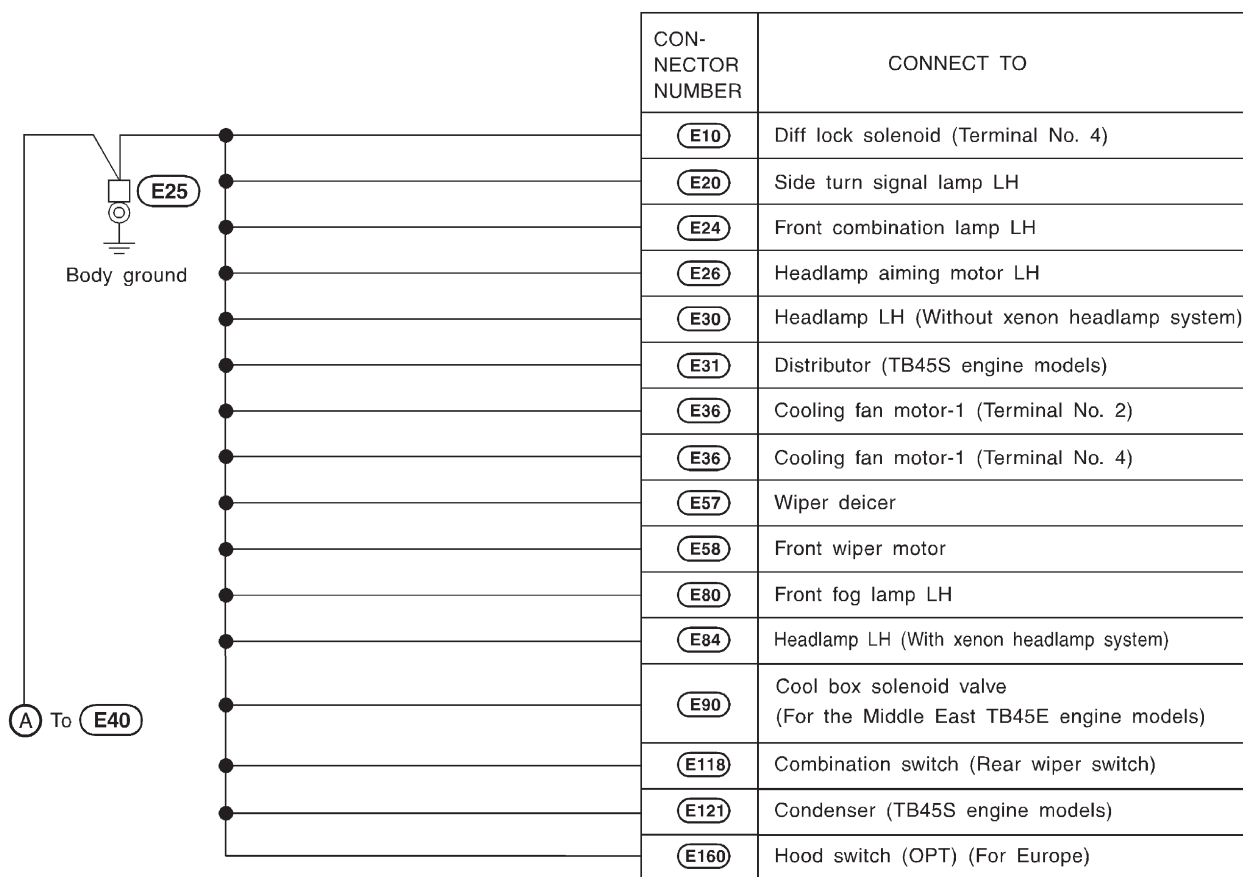 CON-
NECTOR
NUMBER
CONNECT TO
E10 Diff lock solenoid (Terminal No. 4)
E20 Side turn signal lamp LH
E25
E24 Front combination lamp LH
Body ground
E26 Headlamp aiming motor LH
E30 Headlamp LH (Without xenon headlamp system)
E31 Distributor (TB45S engine models)
E36 Cooling fan motor-1 (Terminal No. 2)
E36 Cooling fan motor-1 (Terminal No. 4)
E57 Wiper deicer
E58 Front wiper motor
E80 Front fog lamp LH
E84 Headlamp LH (With xenon headlamp system)
E90 Cool box solenoid valve
(For the Middle East TB45E engine models)
A To E40
E118 Combination switch (Rear wiper switch)
E121 Condenser (TB45S engine models)
E160 Hood switch (OPT) (For Europe)